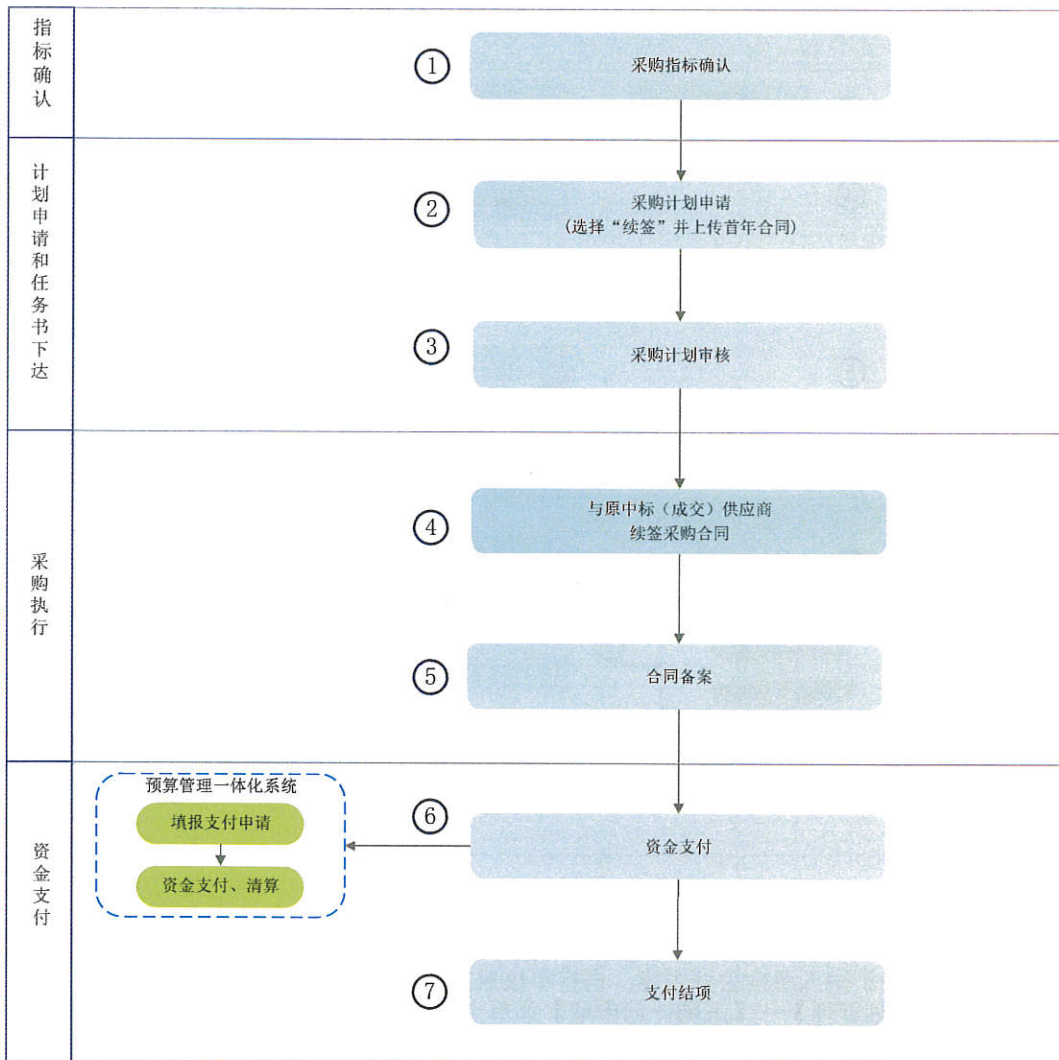 指标确认
①
采购指标确认
计划申请和任务书下达
②
采购计划申请
(选择“续签”并上传首年合同)
③
采购计划审核
采购执行
④
与原中标（成交）供应商
续签采购合同
⑤
合同备案
资金支付
预算管理一体化系统
填报支付申请
资金支付、清算
⑥
资金支付
⑦
支付结项